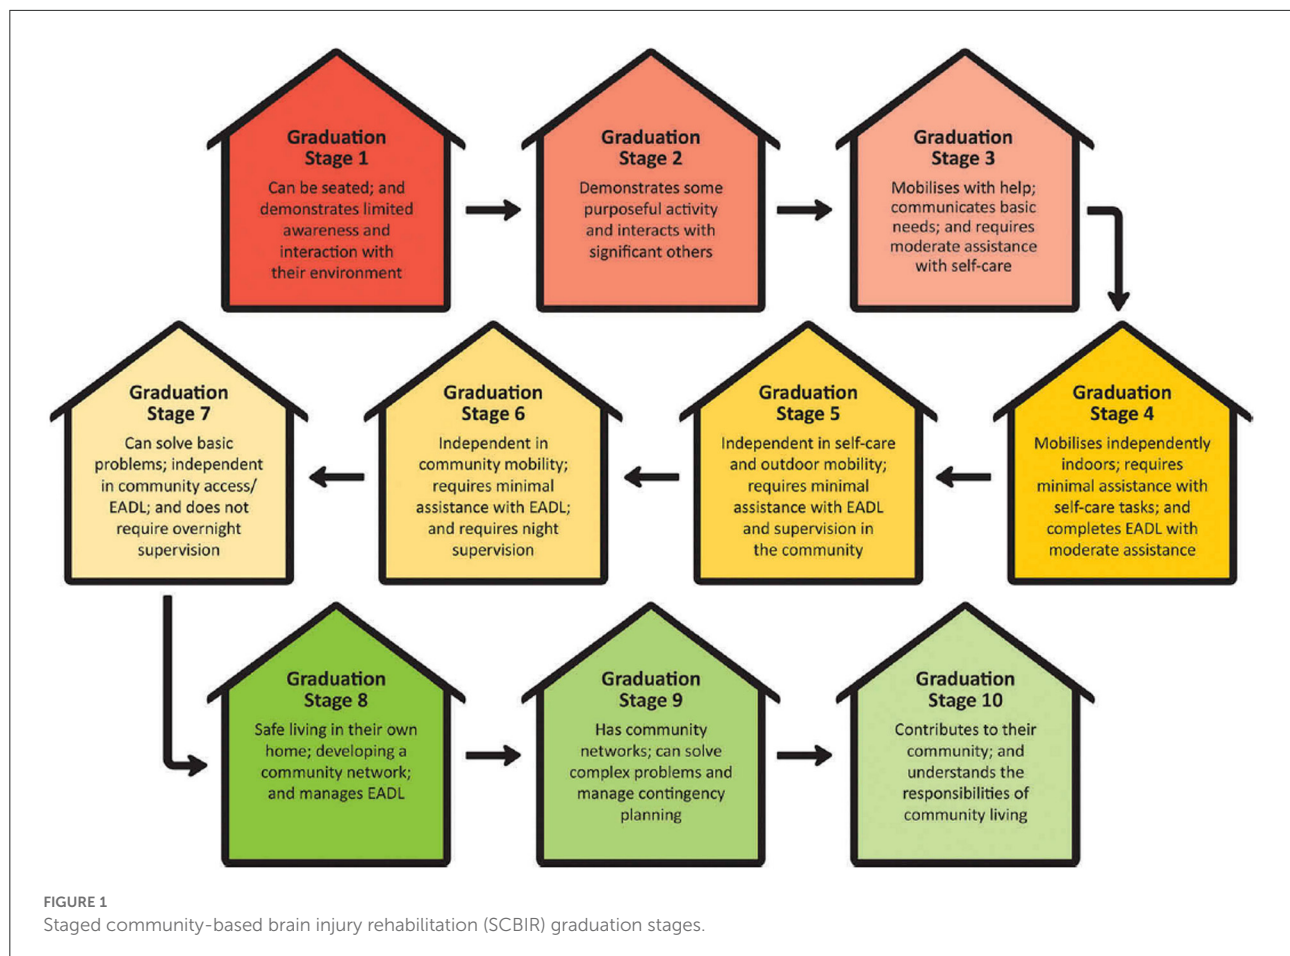 Graduation
Stage 1
Can be seated; and
demonstrates limited
awareness and
interaction with
their environment
Graduation
Stage 2
Demonstrates some
purposeful activity
and interacts with
significant others
Graduation
Stage 3
Mobilises with help;
communicates basic
needs; and requires
moderate assistance
with self-care
Graduation
Stage 4
Mobilises independently
indoors; requires
minimal assistance with
self-care tasks; and
completes EADL with
moderate assistance
Graduation
Stage 5
Independent in self-care
and outdoor mobility;
requires minimal
assistance with EADL
and supervision in
the community
Graduation
Stage 6
Independent in
community mobility;
requires minimal
assistance with EADL;
and requires night
supervision
Graduation
Stage 7
Can solve basic
problems; independent
in community access/
EADL; and does not
require overnight
supervision
Graduation
Stage 8
Safe living in their own
home; developing a
community network;
and manages EADL
Graduation
Stage 9
Has community
networks; can solve
complex problems and
manage contingency
planning
Graduation
Stage 10
Contributes to their
community; and
understands the
responsibilities of
community living
FIGURE 1
Staged community-based brain injury rehabilitation (SCBIR) graduation stages.